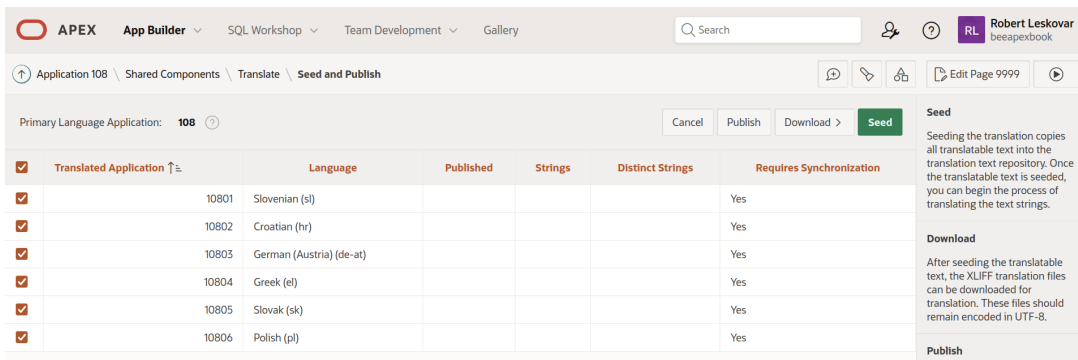 APEX App Builder SQL Workshop Team Development Gallery Search RL Robert Leskovar
beeapexbook
Application 108 \ Shared Components \ Translate \ Seed and Publish Edit Page 9999
Primary Language Application: 108 Cancel Publish Download > Seed
Translated Application Language Published Strings Distinct Strings Requires Synchronization
10801 Slovenian (sl) Yes
10802 Croatian (hr) Yes
10803 German (Austria) (de-at) Yes
10804 Greek (el) Yes
10805 Slovak (sk) Yes
10806 Polish (pl) Yes
Seed
Seeding the translation copies
all translatable text into the
translation text repository. Once
the translatable text is seeded,
you can begin the process of
translating the text strings.
Download
After seeding the translatable
text, the XLIFF translation files
can be downloaded for
translation. These files should
remain encoded in UTF-8.
Publish